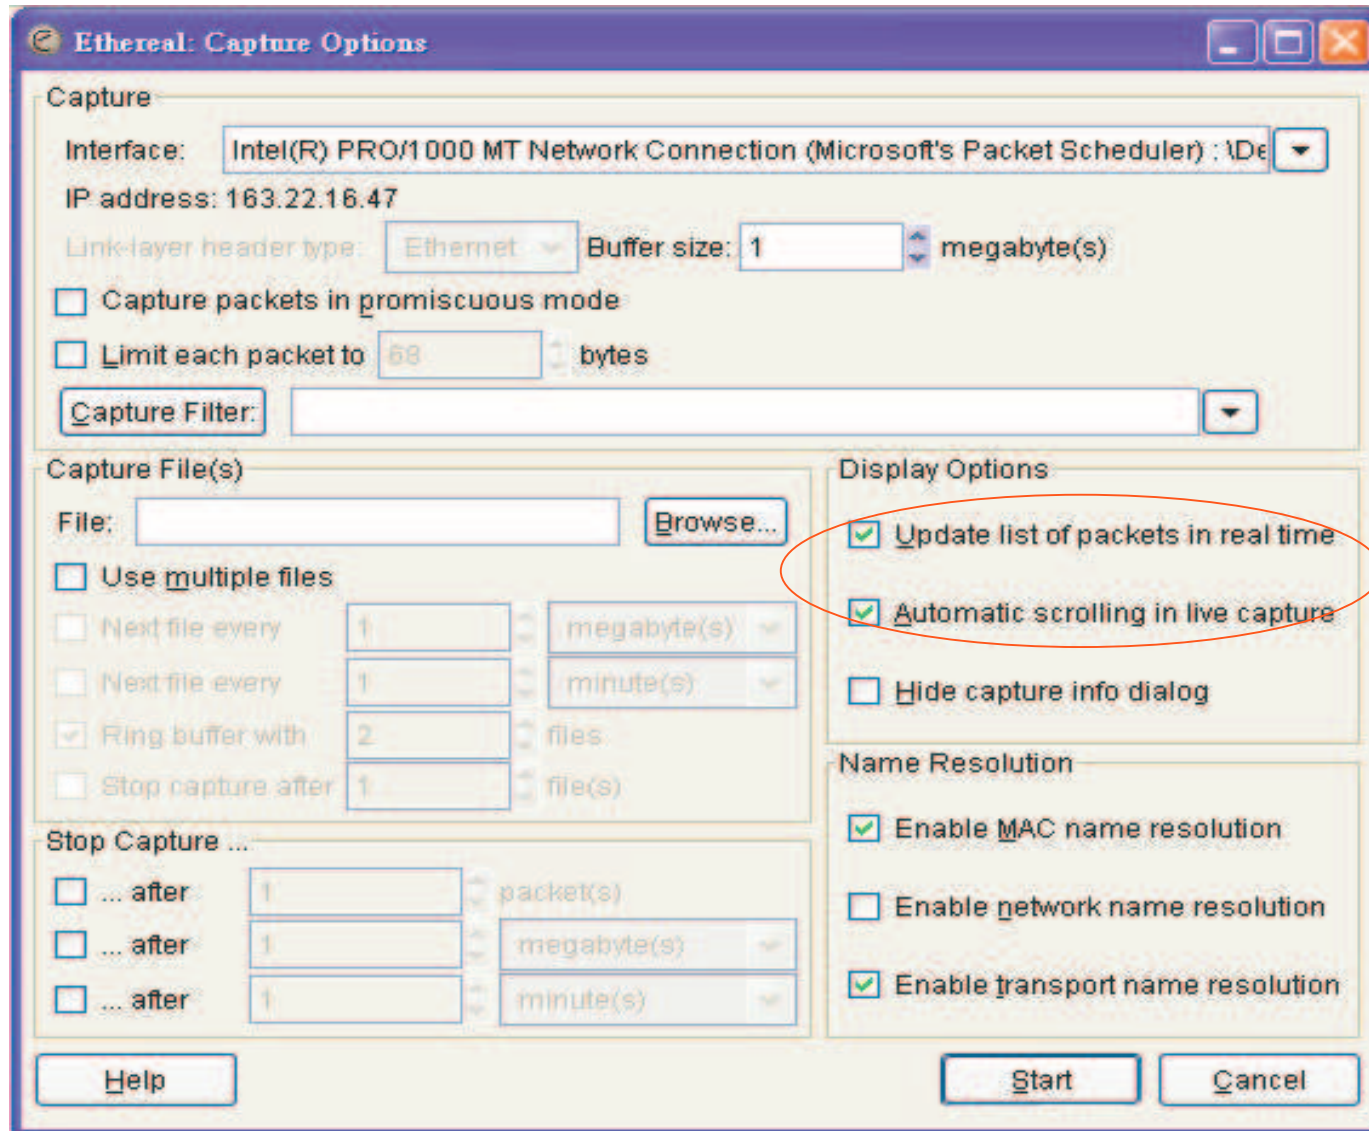 Ethereal: Capture Options
Capture
Interface: Intel(R) PRO/1000 MT Network Connection (Microsoft's Packet Scheduler) : \De
IP address: 163.22.16.47
Link-layer header type: Ethernet Buffer size: 1 megabyte(s)
Capture packets in promiscuous mode
Limit each packet to 68 bytes
Capture Filter:
Capture File(s)
File: Browse...
Use multiple files
Next file every 1 megabyte(s)
Next file every 1 minute(s)
Ring buffer with 2 files
Stop capture after 1 file(s)
Stop Capture ...
... after 1 packet(s)
... after 1 megabyte(s)
... after 1 minute(s)
Display Options
Update list of packets in real time
Automatic scrolling in live capture
Hide capture info dialog
Name Resolution
Enable MAC name resolution
Enable network name resolution
Enable transport name resolution
Help Start Cancel